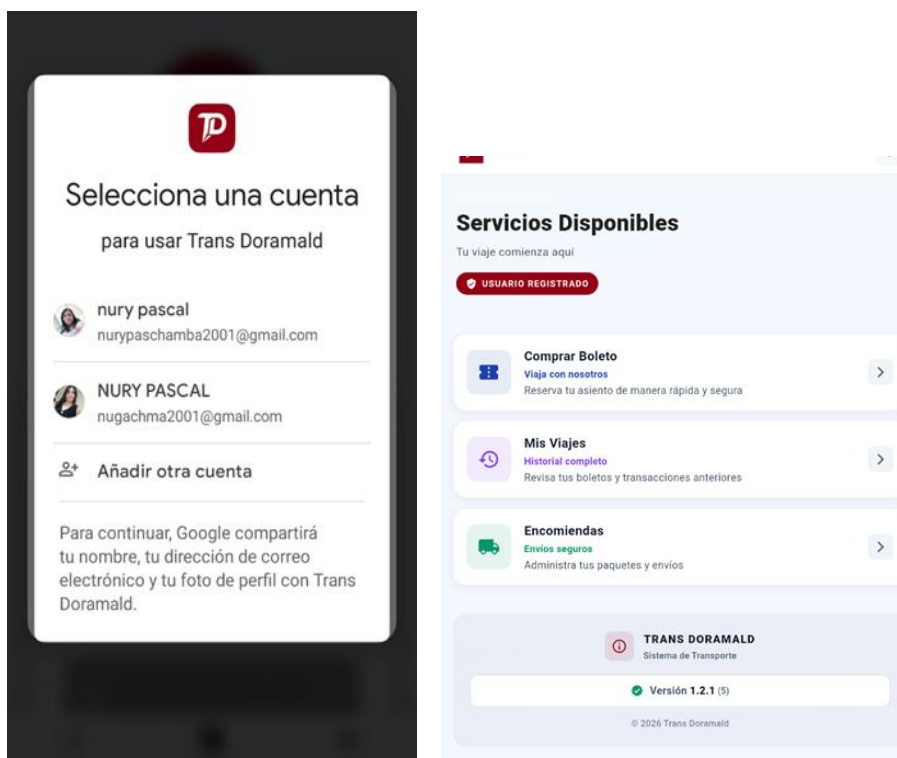 Selecciona una cuenta
para usar Trans Doramald
nury pascal
nurypaschamba2001@gmail.com
NURY PASCAL
nugachma2001@gmail.com
Añadir otra cuenta
Para continuar, Google compartirá
tu nombre, tu dirección de correo
electrónico y tu foto de perfil con Trans
Doramald.
Servicios Disponibles
Tu viaje comienza aquí
USUARIO REGISTRADO
Comprar Boleto
Viaja con nosotros
Reserva tu asiento de manera rápida y segura
Mis Viajes
Historial completo
Revisa tus boletos y transacciones anteriores
Encomiendas
Envíos seguros
Administra tus paquetes y envíos
TRANS DORAMALD
Sistema de Transporte
Versión 1.2.1 (5)
© 2026 Trans Doramald